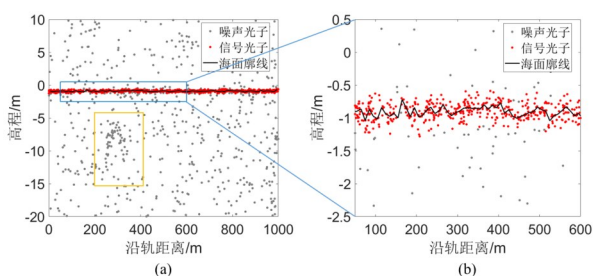 噪声光子
信号光子
海面廓线
高程/m
10
5
0
-5
-10
-15
-20
0
200
400
600
800
1000
沿轨距离/m
(a)
噪声光子
信号光子
海面廓线
高程/m
0.5
0
-0.5
-1
-1.5
-2
-2.5
100
200
300
400
500
600
沿轨距离/m
(b)